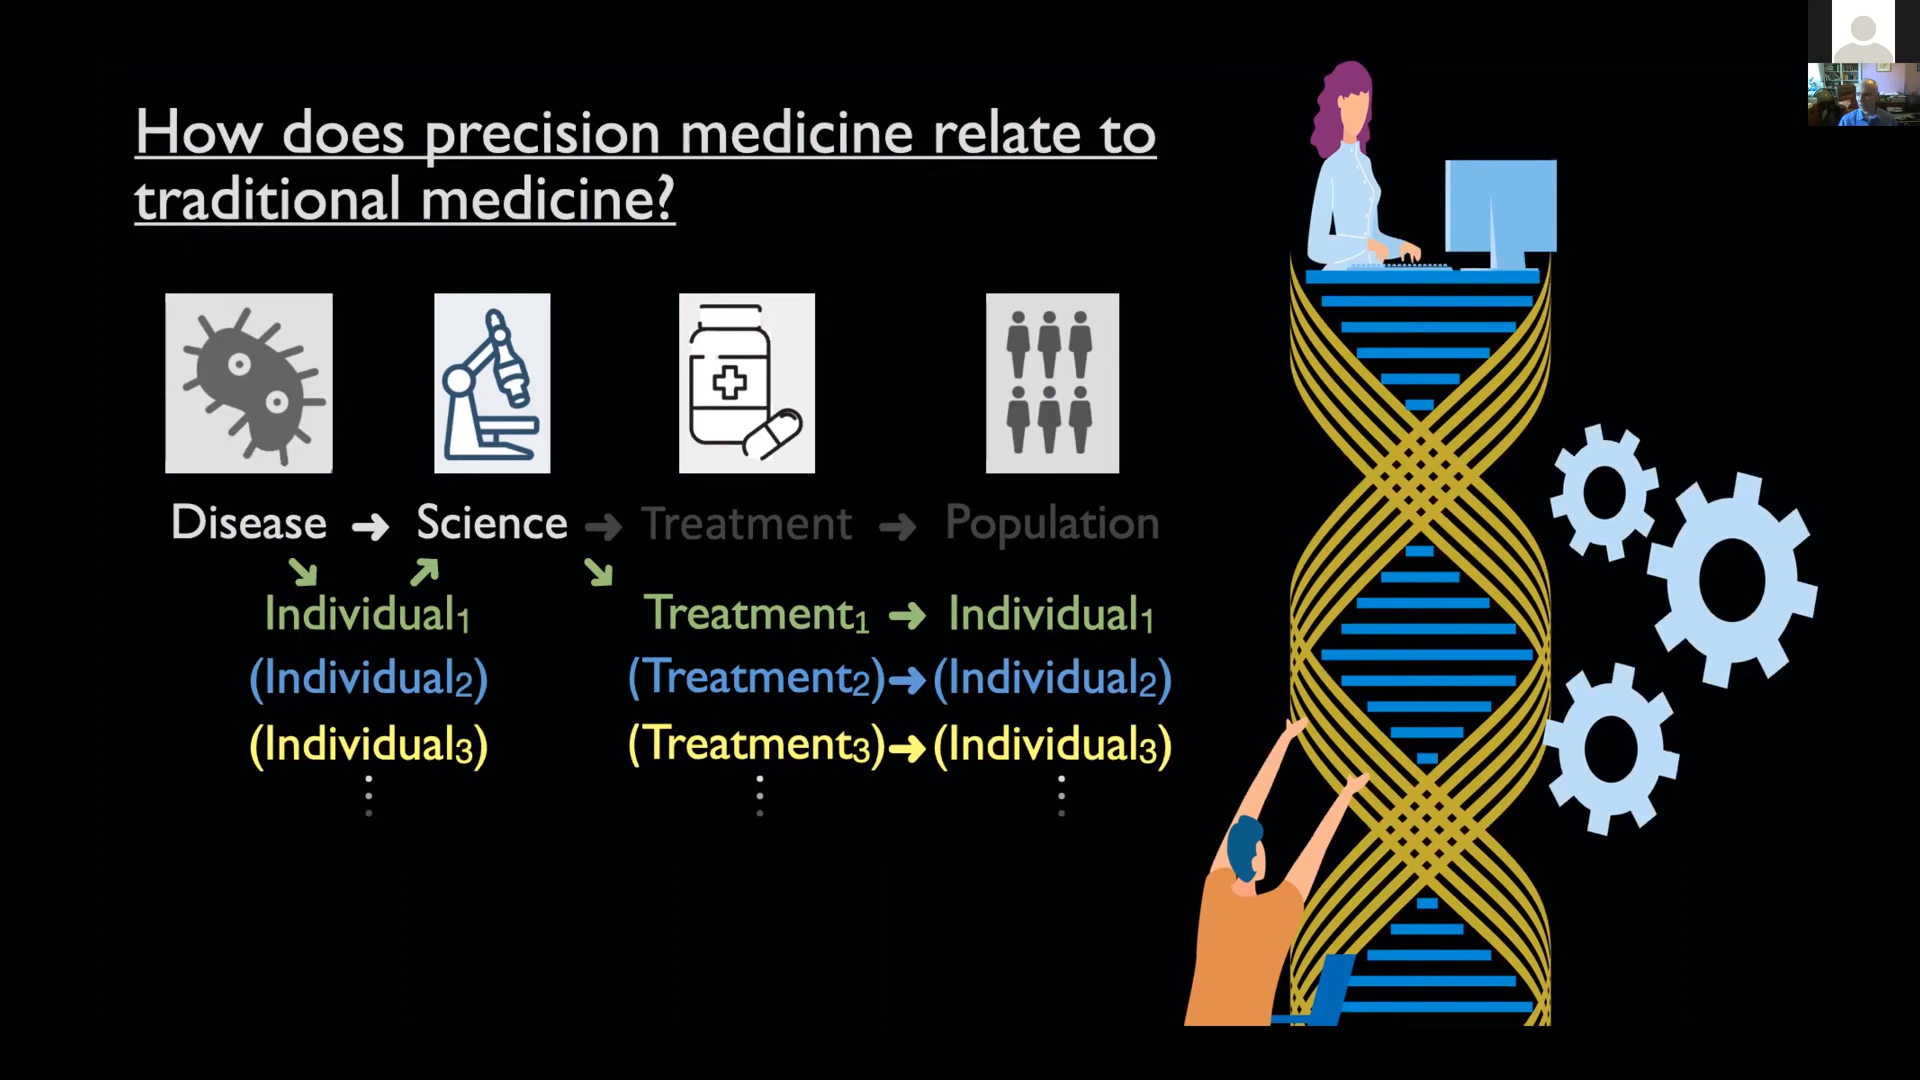 How does precision medicine relate to
traditional medicine?
Disease → Science → Treatment → Population
↘ ↗ ↘
Individual₁ Treatment₁ → Individual₁
(Individual₂) (Treatment₂) → (Individual₂)
(Individual₃) (Treatment₃) → (Individual₃)
⋮ ⋮ ⋮